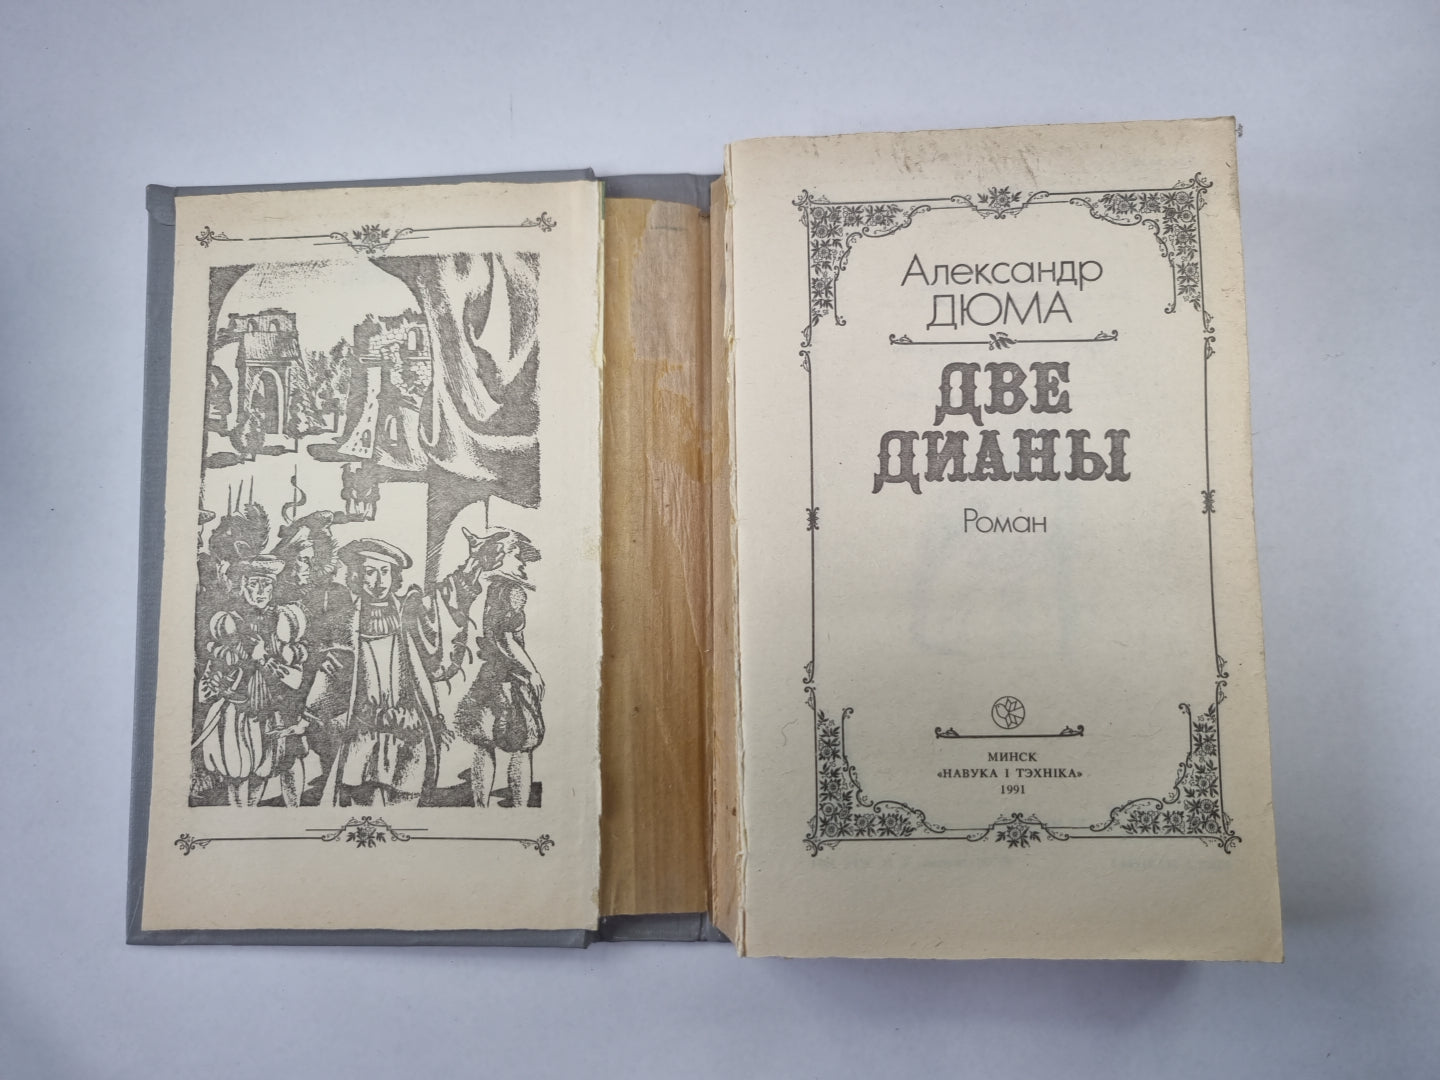 Александр
ДЮМА
ДВЕ
ДИАНЫ
Роман
МИНСК
«НАВУКА І ТЭХНІКА»
1991